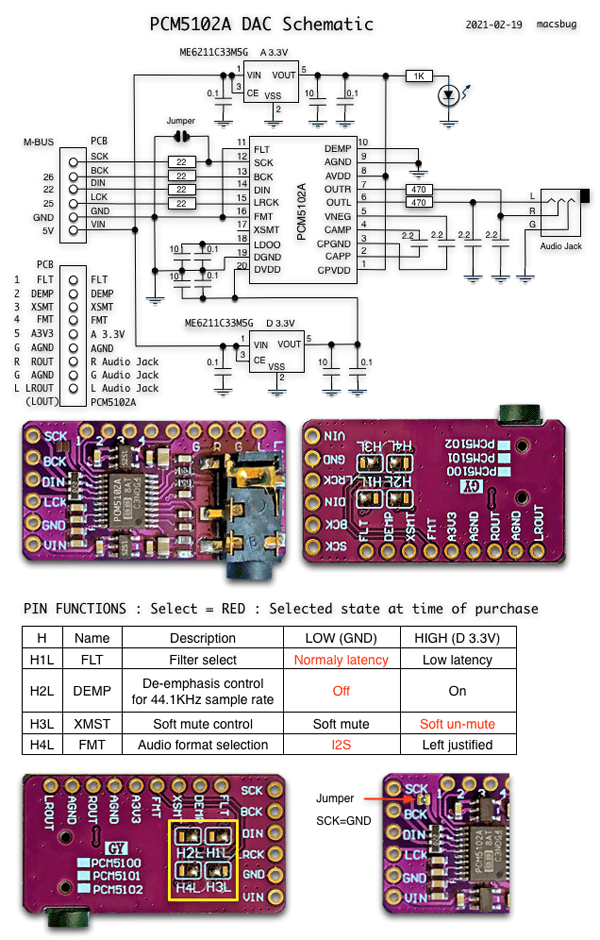 PCM5102A DAC Schematic
2021-02-19 macsbug
ME6211C33M5G A 3.3V
1 VIN VOUT 5
3 CE
VSS
2
0.1
10
0.1
1K
Jumper
M-BUS PCB
SCK
BCK
26 DIN
22 LCK
25 GND
GND VIN
5V
22
22
22
22
PCM5102A
11 FLT DEMP 10
12 SCK AGND 9
13 BCK AVDD 8
14 DIN OUTR 7
15 LRCK OUTL 6
16 FMT VNEG 5
17 XSMT CAMP 4
18 LDOO CPGND 3
19 DGND CAPP 2
20 DVDD CPVDD 1
470
470
2.2
2.2
2.2
2.2
L
R
G
Audio Jack
10
0.1
10
0.1
PCB
1 FLT FLT
2 DEMP DEMP
3 XSMT XSMT
4 FMT FMT
5 A3V3 A 3.3V
G AGND AGND
R ROUT R Audio Jack
G AGND G Audio Jack
L LROUT L Audio Jack
(LOUT) PCM5102A
ME6211C33M5G D 3.3V
1 VIN VOUT 5
3 CE
VSS
2
0.1
10
0.1
SCK
BCK
DIN
LCK
GND
VIN
1 2 3 4 G R G L
PCM5102A
8AT
C3NOG5
VIN
GND
LRCK
DIN
BCK
SCK
H4L H3L
H2L H1L
PCM5102
PCM5101
PCM5100
GY
FLT
DEMP
XSMT
FMT
A3V3
AGND
ROUT
AGND
LROUT
PIN FUNCTIONS : Select = RED : Selected state at time of purchase
H Name Description LOW (GND) HIGH (D 3.3V)
H1L FLT Filter select Normaly latency Low latency
H2L DEMP De-emphasis control
for 44.1KHz sample rate Off On
H3L XMST Soft mute control Soft mute Soft un-mute
H4L FMT Audio format selection I2S Left justified
LROUT
AGND
ROUT
AGND
A3V3
FMT
XSMT
DEMP
FLT
SCK
BCK
DIN
LRCK
GND
VIN
GY
PCM5100
PCM5101
PCM5102
H2L H1L
H4L H3L
Jumper
SCK=GND
SCK
BCK
DIN
LCK
GND
VIN
1 2 3 4
PCM5102A
8AT